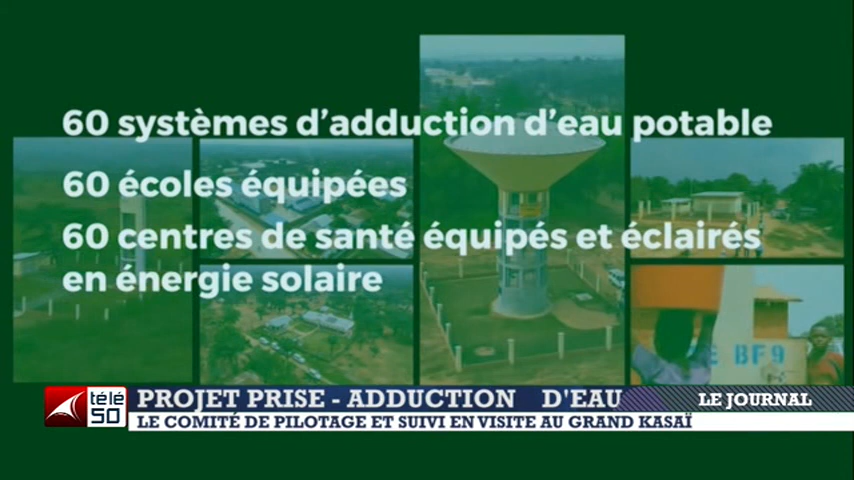 60 systèmes d'adduction d'eau potable
60 écoles équipées
60 centres de santé équipés et éclairés
en énergie solaire
E BF9
télé
50
PROJET PRISE - ADDUCTION D'EAU
LE JOURNAL
LE COMITÉ DE PILOTAGE ET SUIVI EN VISITE AU GRAND KASAÏ